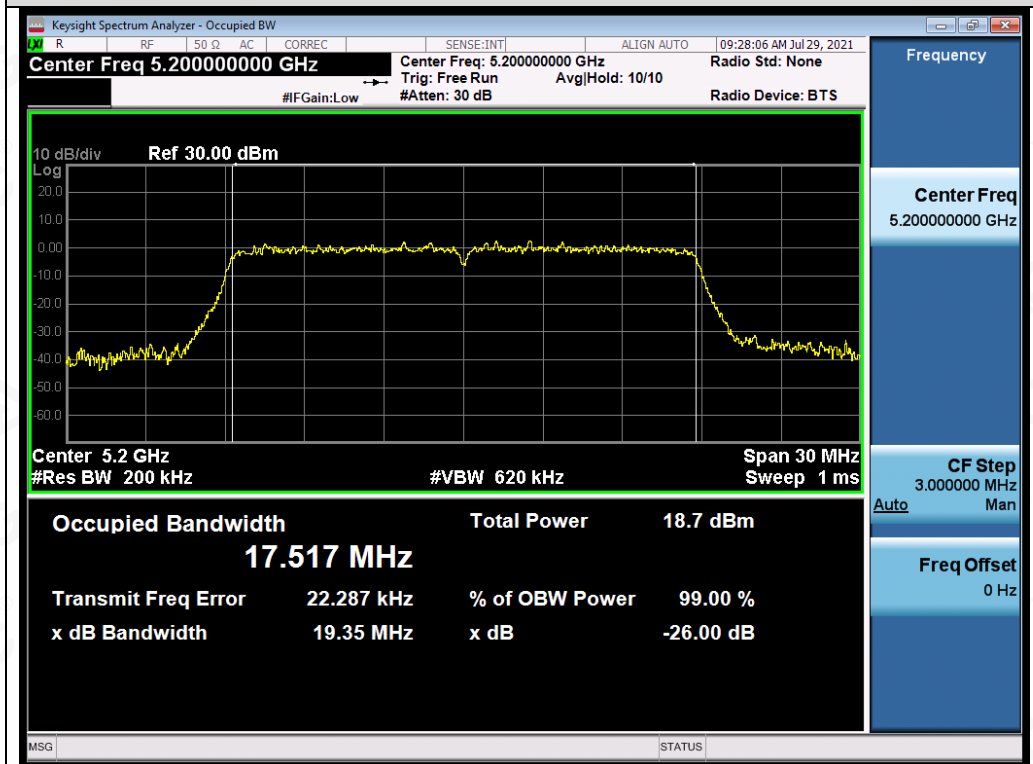 Keysight Spectrum Analyzer - Occupied BW
LXI R RF 50 Ω AC CORREC SENSE:INT ALIGN AUTO 09:28:06 AM Jul 29, 2021
Center Freq 5.200000000 GHz Center Freq: 5.200000000 GHz Radio Std: None
Trig: Free Run Avg|Hold: 10/10
#IFGain:Low #Atten: 30 dB Radio Device: BTS
Frequency
10 dB/div Ref 30.00 dBm
Log
20.0
10.0
0.00
-10.0
-20.0
-30.0
-40.0
-50.0
-60.0
Center 5.2 GHz Span 30 MHz
#Res BW 200 kHz #VBW 620 kHz Sweep 1 ms
Occupied Bandwidth Total Power 18.7 dBm
17.517 MHz
Transmit Freq Error 22.287 kHz % of OBW Power 99.00 %
x dB Bandwidth 19.35 MHz x dB -26.00 dB
Center Freq
5.200000000 GHz
CF Step
3.000000 MHz
Auto Man
Freq Offset
0 Hz
MSG STATUS